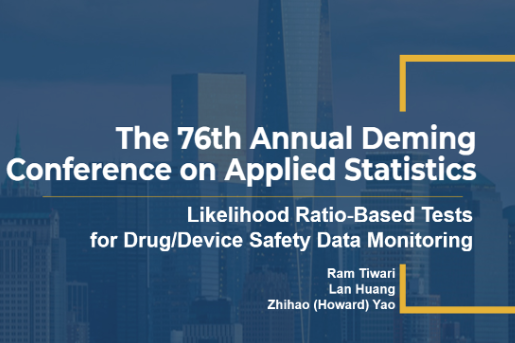 The 76th Annual Deming
Conference on Applied Statistics
Likelihood Ratio-Based Tests
for Drug/Device Safety Data Monitoring
Ram Tiwari
Lan Huang
Zhihao (Howard) Yao